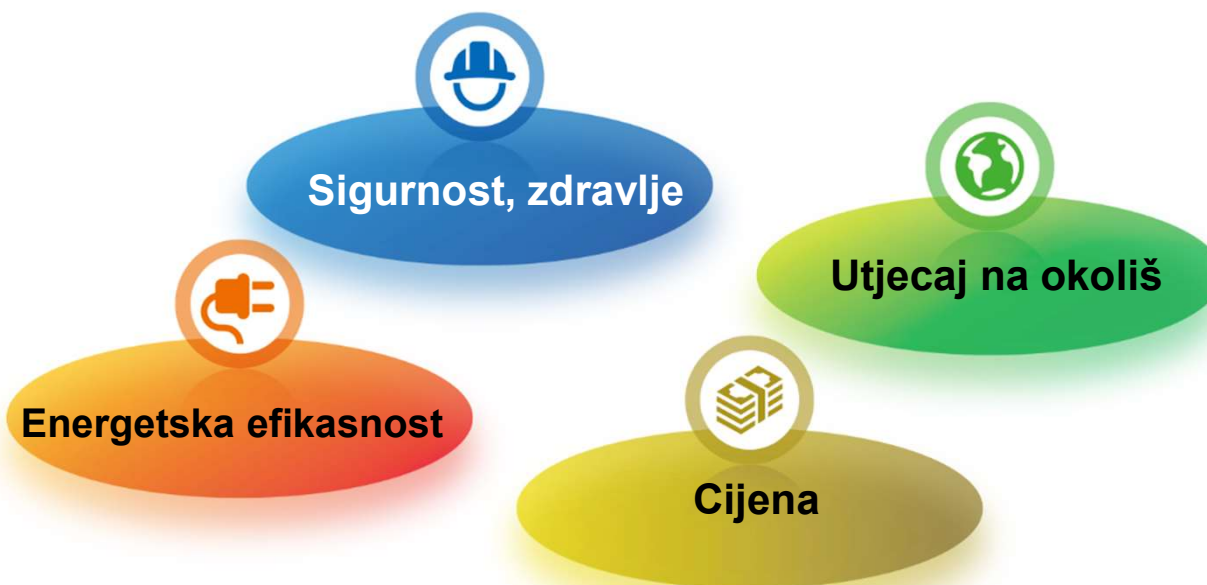 Sigurnost, zdravlje
Utjecaj na okoliš
Energetska efikasnost
Cijena